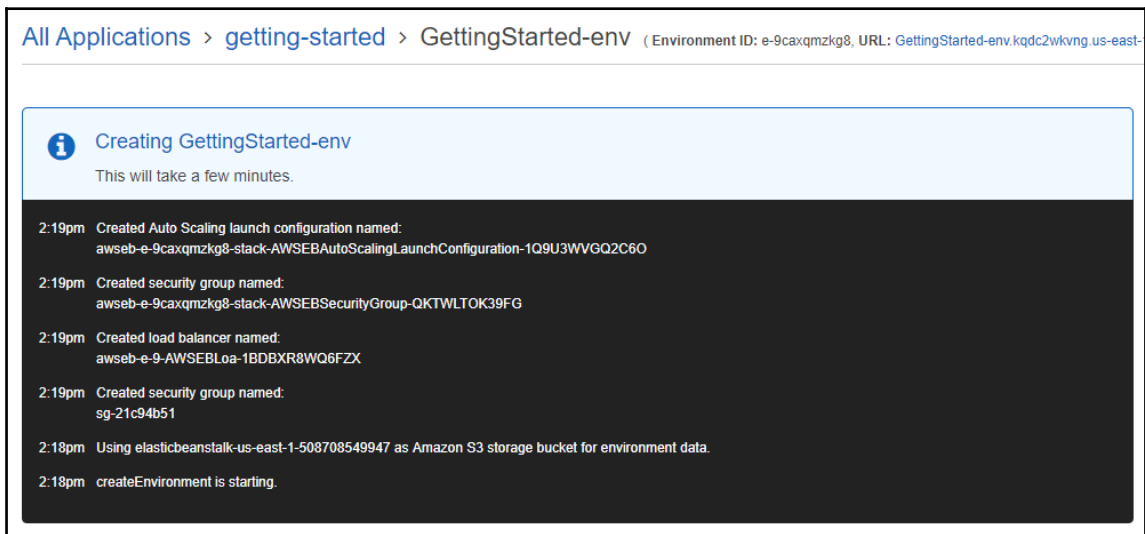 All Applications > getting-started > GettingStarted-env ( Environment ID: e-9caxqmzkg8, URL: GettingStarted-env.kqdc2wkvng.us-east-
Creating GettingStarted-env
This will take a few minutes.
2:19pm Created Auto Scaling launch configuration named:
awseb-e-9caxqmzkg8-stack-AWSEBAutoScalingLaunchConfiguration-1Q9U3WVGQ2C6O
2:19pm Created security group named:
awseb-e-9caxqmzkg8-stack-AWSEBSecurityGroup-QKTWLTOK39FG
2:19pm Created load balancer named:
awseb-e-9-AWSEBLoa-1BDBXR8WQ6FZX
2:19pm Created security group named:
sg-21c94b51
2:18pm Using elasticbeanstalk-us-east-1-508708549947 as Amazon S3 storage bucket for environment data.
2:18pm createEnvironment is starting.